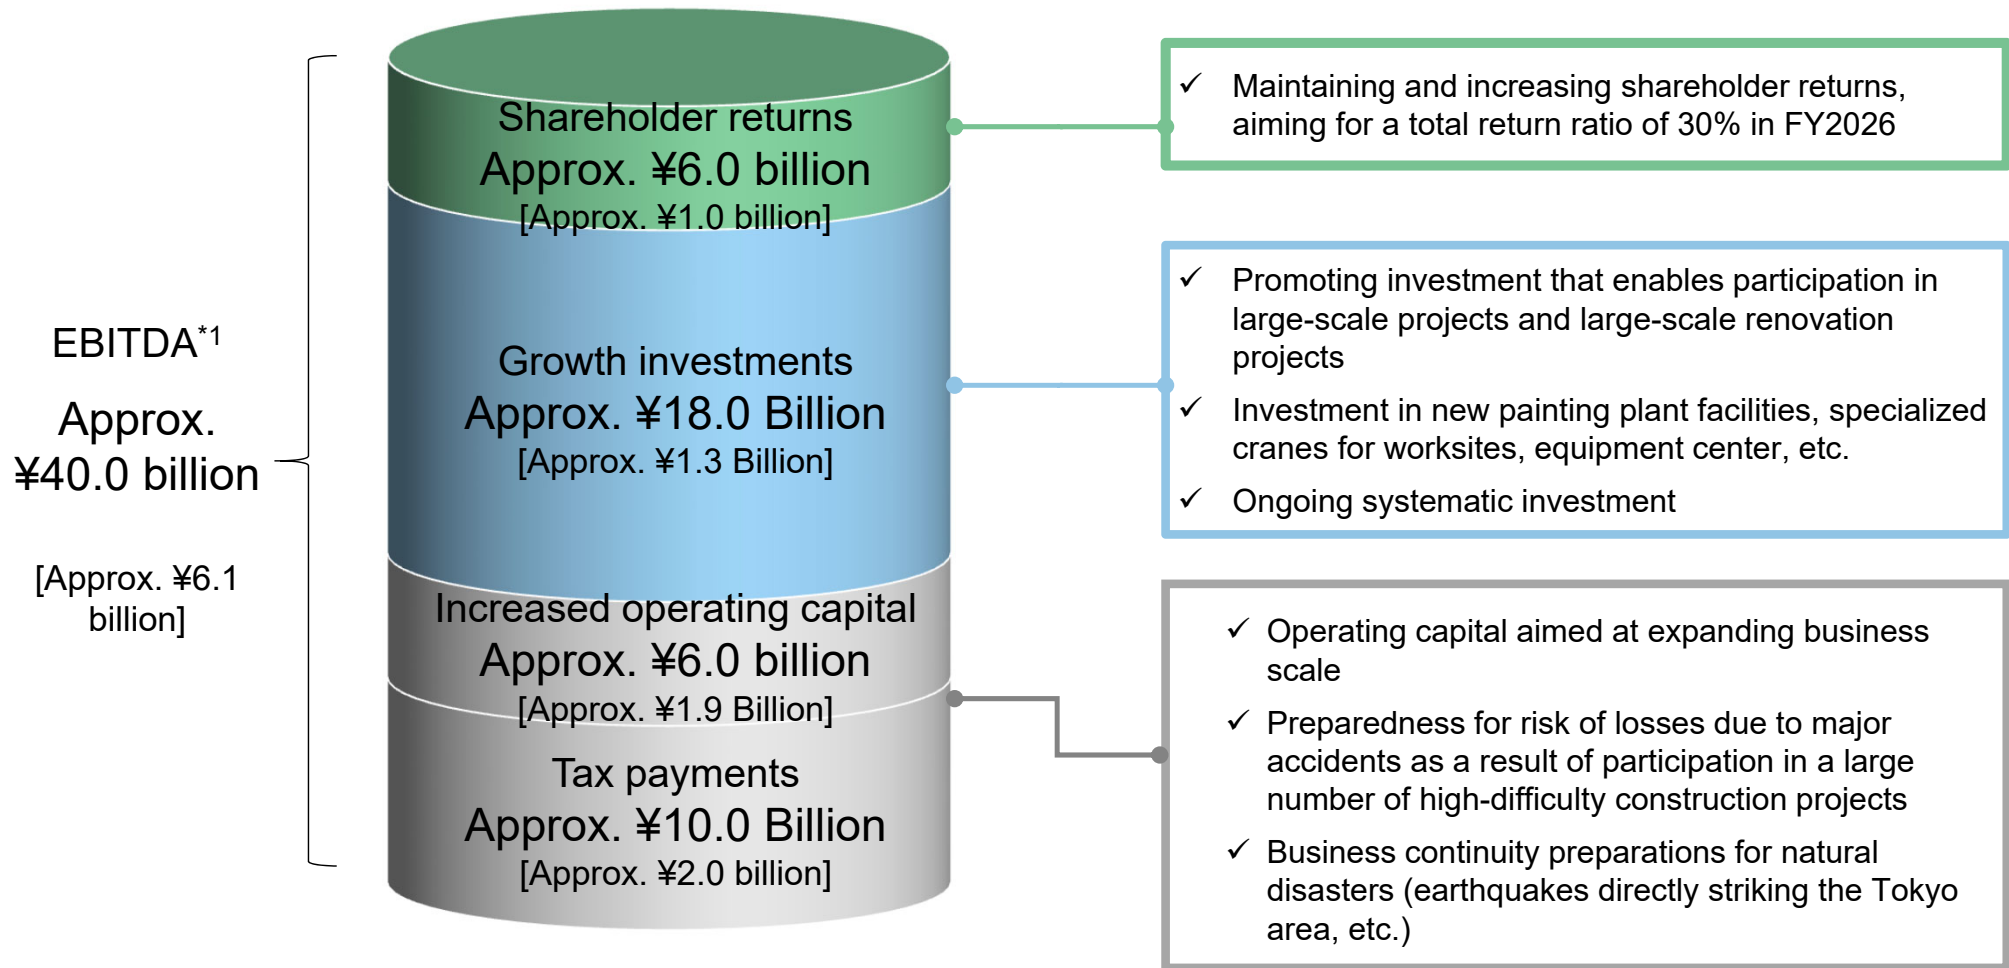 EBITDA*1
Approx.
¥40.0 billion
[Approx. ¥6.1
billion]
Shareholder returns
Approx. ¥6.0 billion
[Approx. ¥1.0 billion]
Growth investments
Approx. ¥18.0 Billion
[Approx. ¥1.3 Billion]
Increased operating capital
Approx. ¥6.0 billion
[Approx. ¥1.9 Billion]
Tax payments
Approx. ¥10.0 Billion
[Approx. ¥2.0 billion]
✓ Maintaining and increasing shareholder returns,
aiming for a total return ratio of 30% in FY2026
✓ Promoting investment that enables participation in
large-scale projects and large-scale renovation
projects
✓ Investment in new painting plant facilities, specialized
cranes for worksites, equipment center, etc.
✓ Ongoing systematic investment
✓ Operating capital aimed at expanding business
scale
✓ Preparedness for risk of losses due to major
accidents as a result of participation in a large
number of high-difficulty construction projects
✓ Business continuity preparations for natural
disasters (earthquakes directly striking the Tokyo
area, etc.)